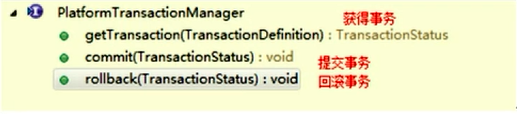 PlatformTransactionManager
获得事务
getTransaction(TransactionDefinition) : TransactionStatus
commit(TransactionStatus) : void 提交事务
rollback(TransactionStatus) : void 回滚事务